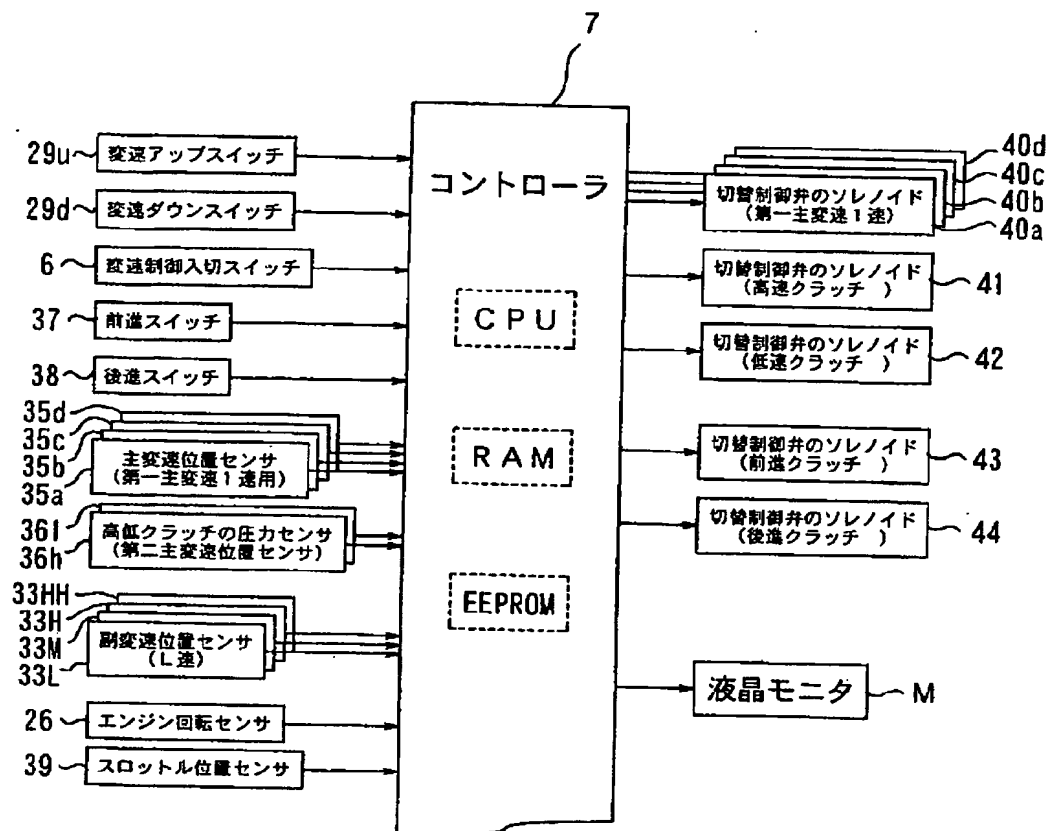 7
29u
変速アップスイッチ
29d
変速ダウンスイッチ
6
変速制御入切スイッチ
37
前進スイッチ
38
後進スイッチ
35d
35c
35b
35a
主変速位置センサ
(第一主変速1速用)
36l
36h
高低クラッチの圧力センサ
(第二主変速位置センサ)
33HH
33H
33M
33L
副変速位置センサ
(L速)
26
エンジン回転センサ
39
スロットル位置センサ
コントローラ
CPU
RAM
EEPROM
切替制御弁のソレノイド
(第一主変速1速)
40d
40c
40b
40a
切替制御弁のソレノイド
(高速クラッチ )
41
切替制御弁のソレノイド
(低速クラッチ )
42
切替制御弁のソレノイド
(前進クラッチ )
43
切替制御弁のソレノイド
(後進クラッチ )
44
液晶モニタ
M